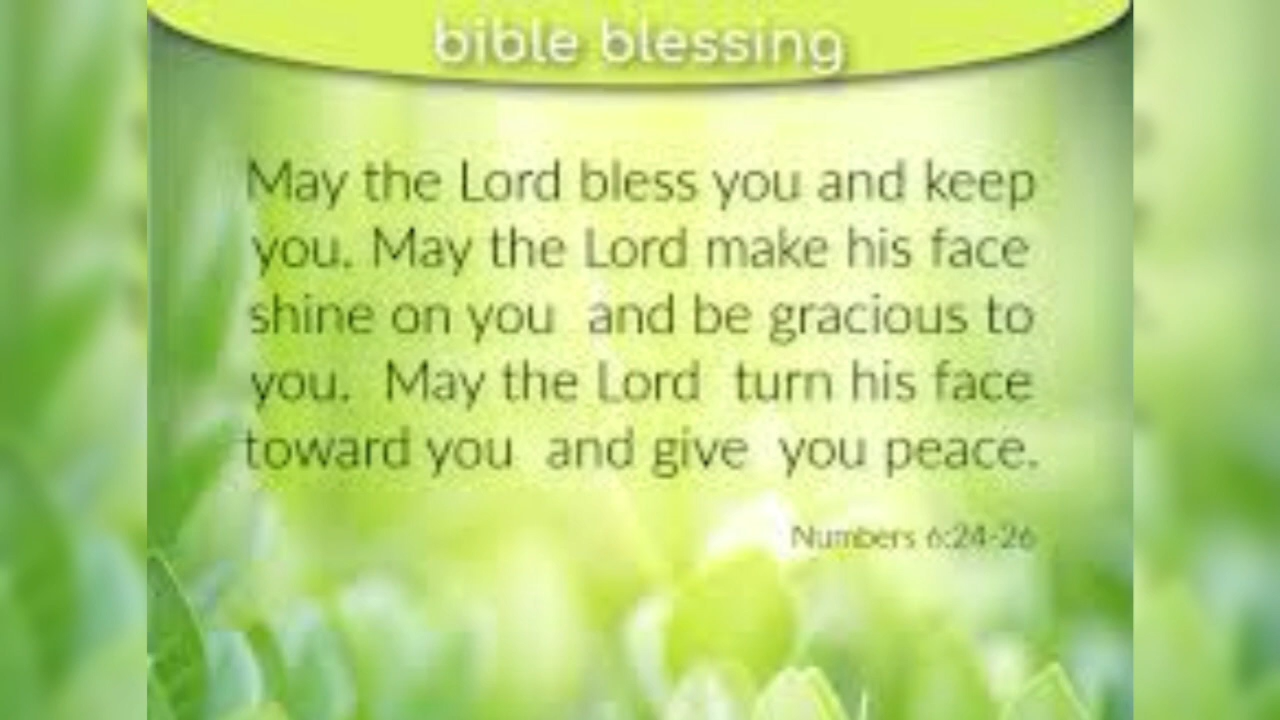 bible blessing
May the Lord bless you and keep
you. May the Lord make his face
shine on you and be gracious to
you. May the Lord turn his face
toward you and give you peace.
Numbers 6:24-26